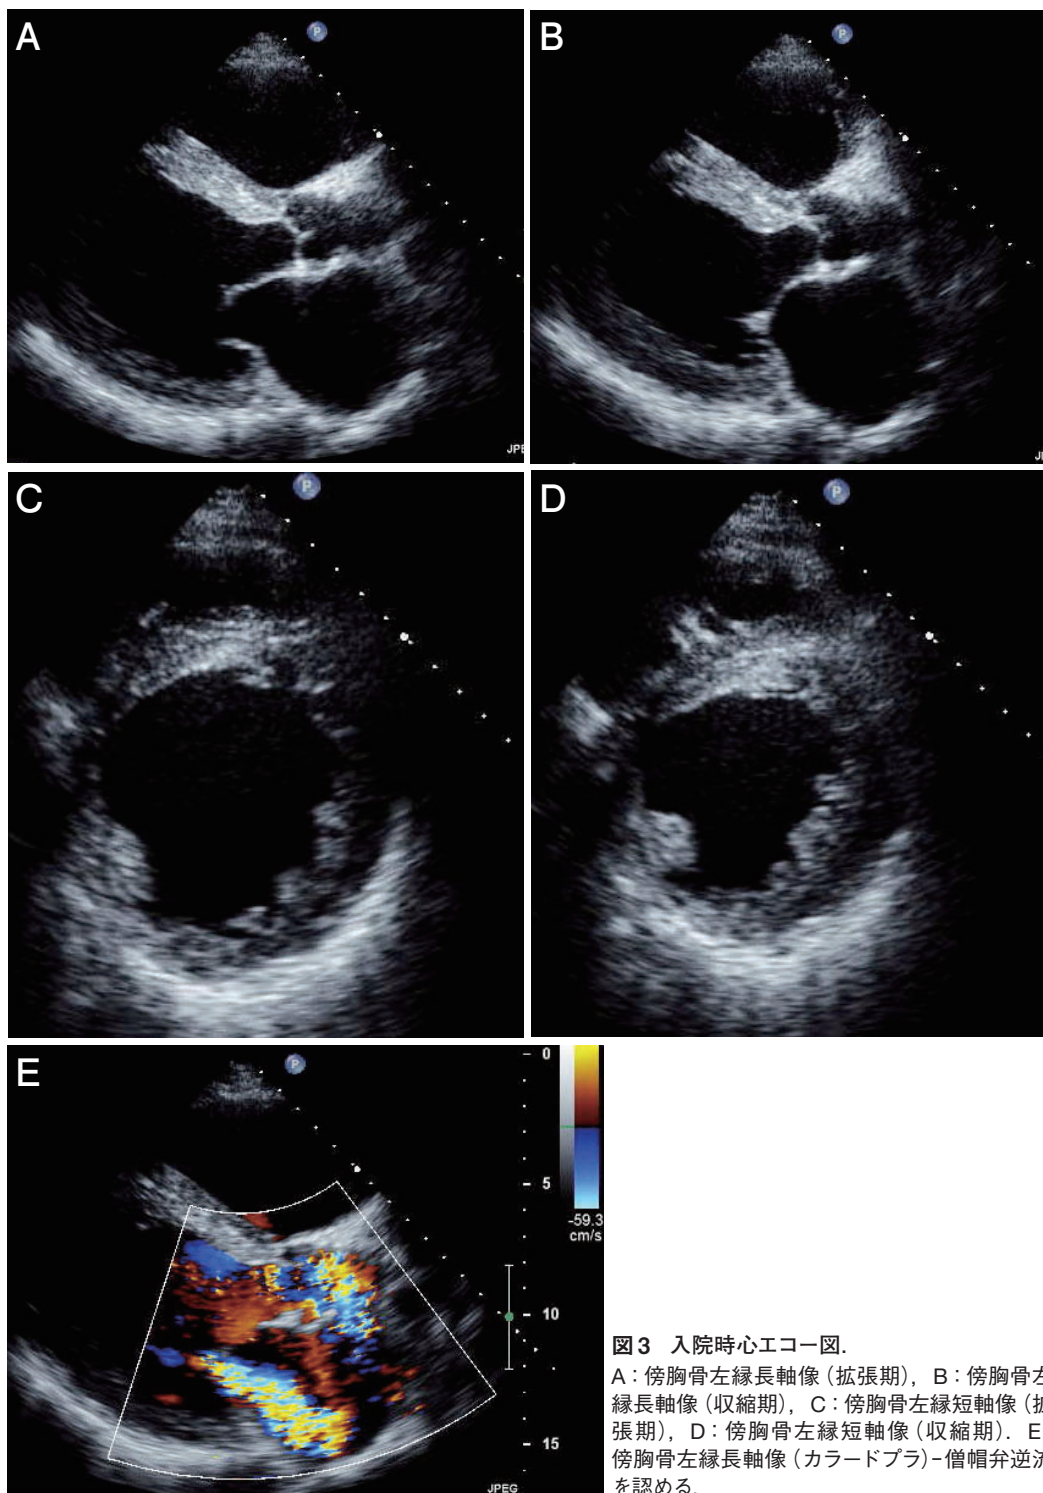 A
P
B
P
JPE
JI
C
P
D
P
E
P
0
5
-59.3
cm/s
10
15
JPEG
図3 入院時心エコー図.
A：傍胸骨左縁長軸像（拡張期），B：傍胸骨左
縁長軸像（収縮期），C：傍胸骨左縁短軸像（拡
張期），D：傍胸骨左縁短軸像（収縮期）．E
傍胸骨左縁長軸像（カラードプラ）-僧帽弁逆流
を認める．